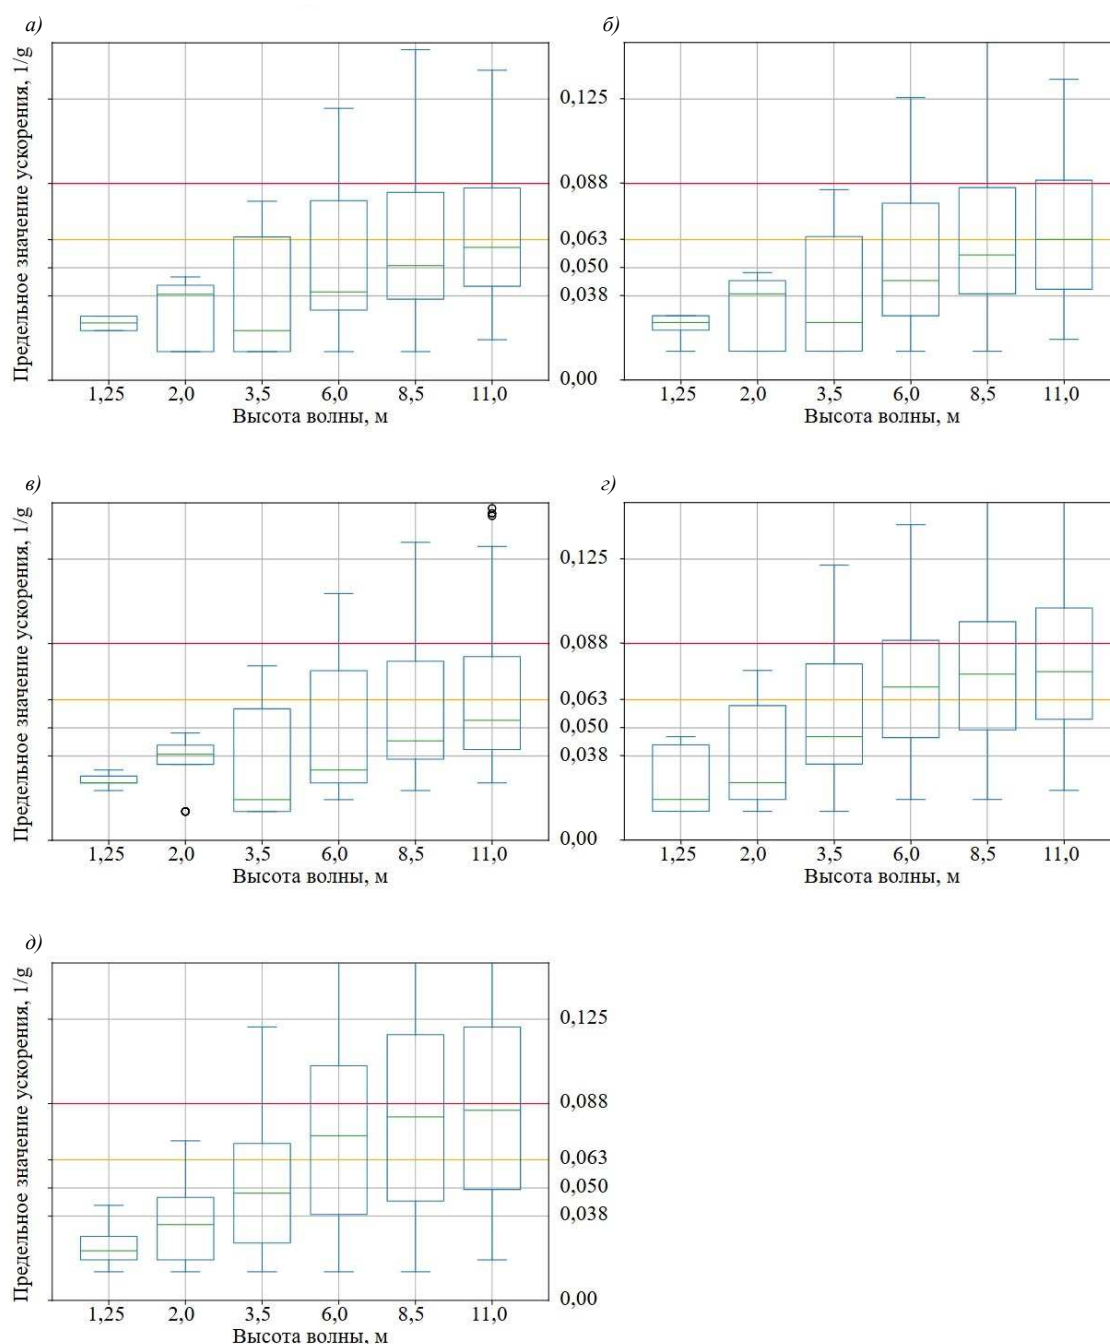 а)
б)
Предельное значение ускорения, 1/g
0,125
0,088
0,063
0,050
0,038
0,00
1,25 2,0 3,5 6,0 8,5 11,0
1,25 2,0 3,5 6,0 8,5 11,0
Высота волны, м
Высота волны, м
в)
г)
Предельное значение ускорения, 1/g
0,125
0,088
0,063
0,050
0,038
0,00
1,25 2,0 3,5 6,0 8,5 11,0
1,25 2,0 3,5 6,0 8,5 11,0
Высота волны, м
Высота волны, м
д)
Предельное значение ускорения, 1/g
0,125
0,088
0,063
0,050
0,038
0,00
1,25 2,0 3,5 6,0 8,5 11,0
Высота волны, м